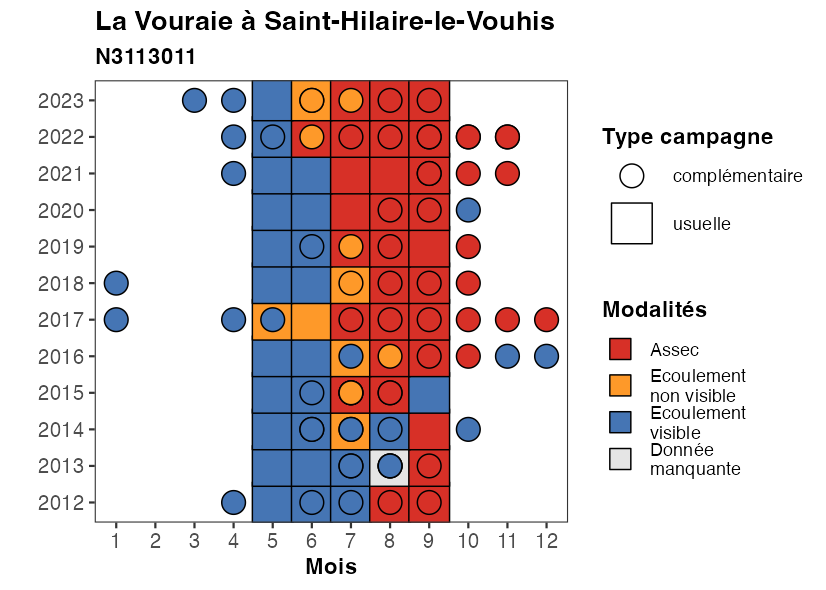 La Vouraie à Saint-Hilaire-le-Vouhis
N3113011
2023
2022
2021
2020
2019
2018
2017
2016
2015
2014
2013
2012
1 2 3 4 5 6 7 8 9 10 11 12
Mois
Type campagne
complémentaire
usuelle
Modalités
Assec
Ecoulement
non visible
Ecoulement
visible
Donnée
manquante